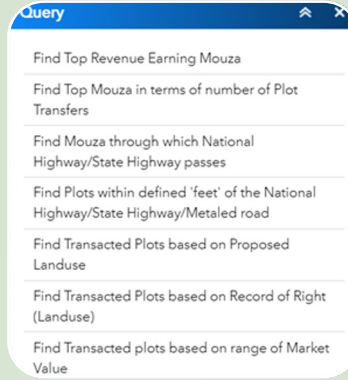 Query
Find Top Revenue Earning Mouza
Find Top Mouza in terms of number of Plot
Transfers
Find Mouza through which National
Highway/State Highway passes
Find Plots within defined 'feet' of the National
Highway/State Highway/Metaled road
Find Transacted Plots based on Proposed
Landuse
Find Transacted Plots based on Record of Right
(Landuse)
Find Transacted plots based on range of Market
Value